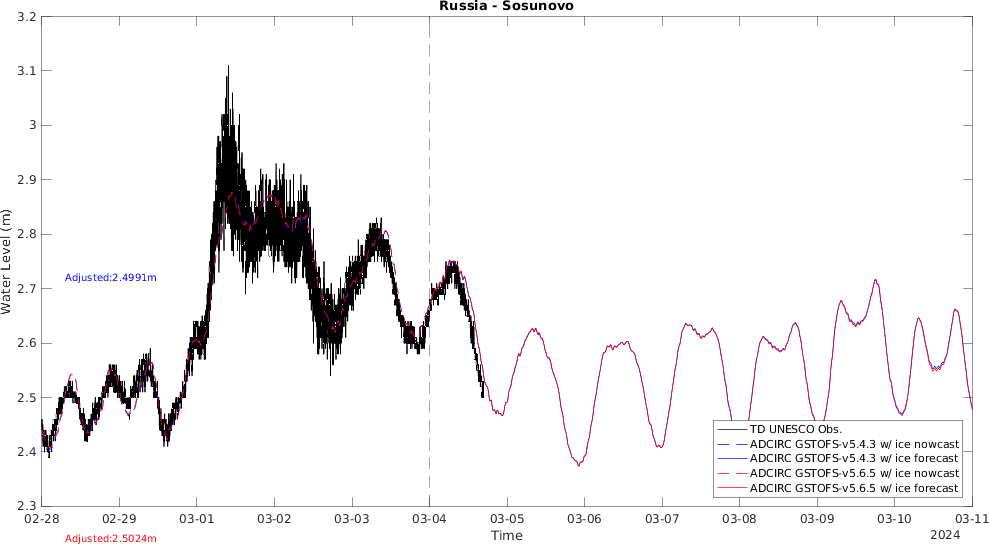 Russia - Sosunovo
3.2
3.1
3
2.9
2.8
2.7
2.6
2.5
2.4
2.3
Water Level (m)
Adjusted:2.4991m
TD UNESCO Obs.
ADCIRC GSTOFS-v5.4.3 w/ ice nowcast
ADCIRC GSTOFS-v5.4.3 w/ ice forecast
ADCIRC GSTOFS-v5.6.5 w/ ice nowcast
ADCIRC GSTOFS-v5.6.5 w/ ice forecast
02-28 02-29 03-01 03-02 03-03 03-04 03-05 03-06 03-07 03-08 03-09 03-10 03-11
Time
2024
Adjusted:2.5024m